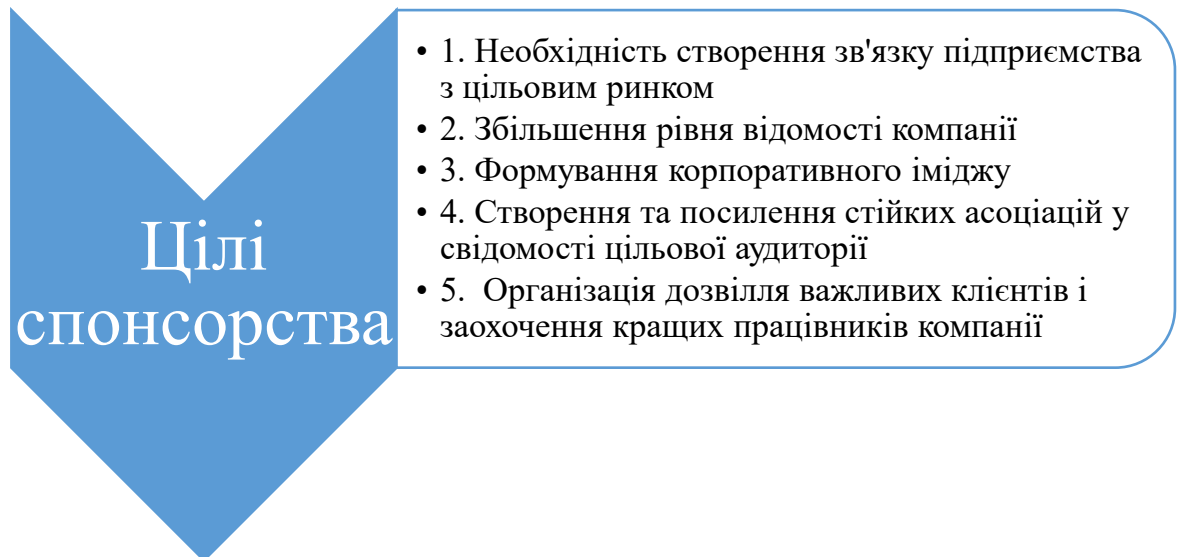 Цілі
спонсорства
• 1. Необхідність створення зв'язку підприємства
з цільовим ринком
• 2. Збільшення рівня відомості компанії
• 3. Формування корпоративного іміджу
• 4. Створення та посилення стійких асоціацій у
свідомості цільової аудиторії
• 5. Організація дозвілля важливих клієнтів і
заохочення кращих працівників компанії